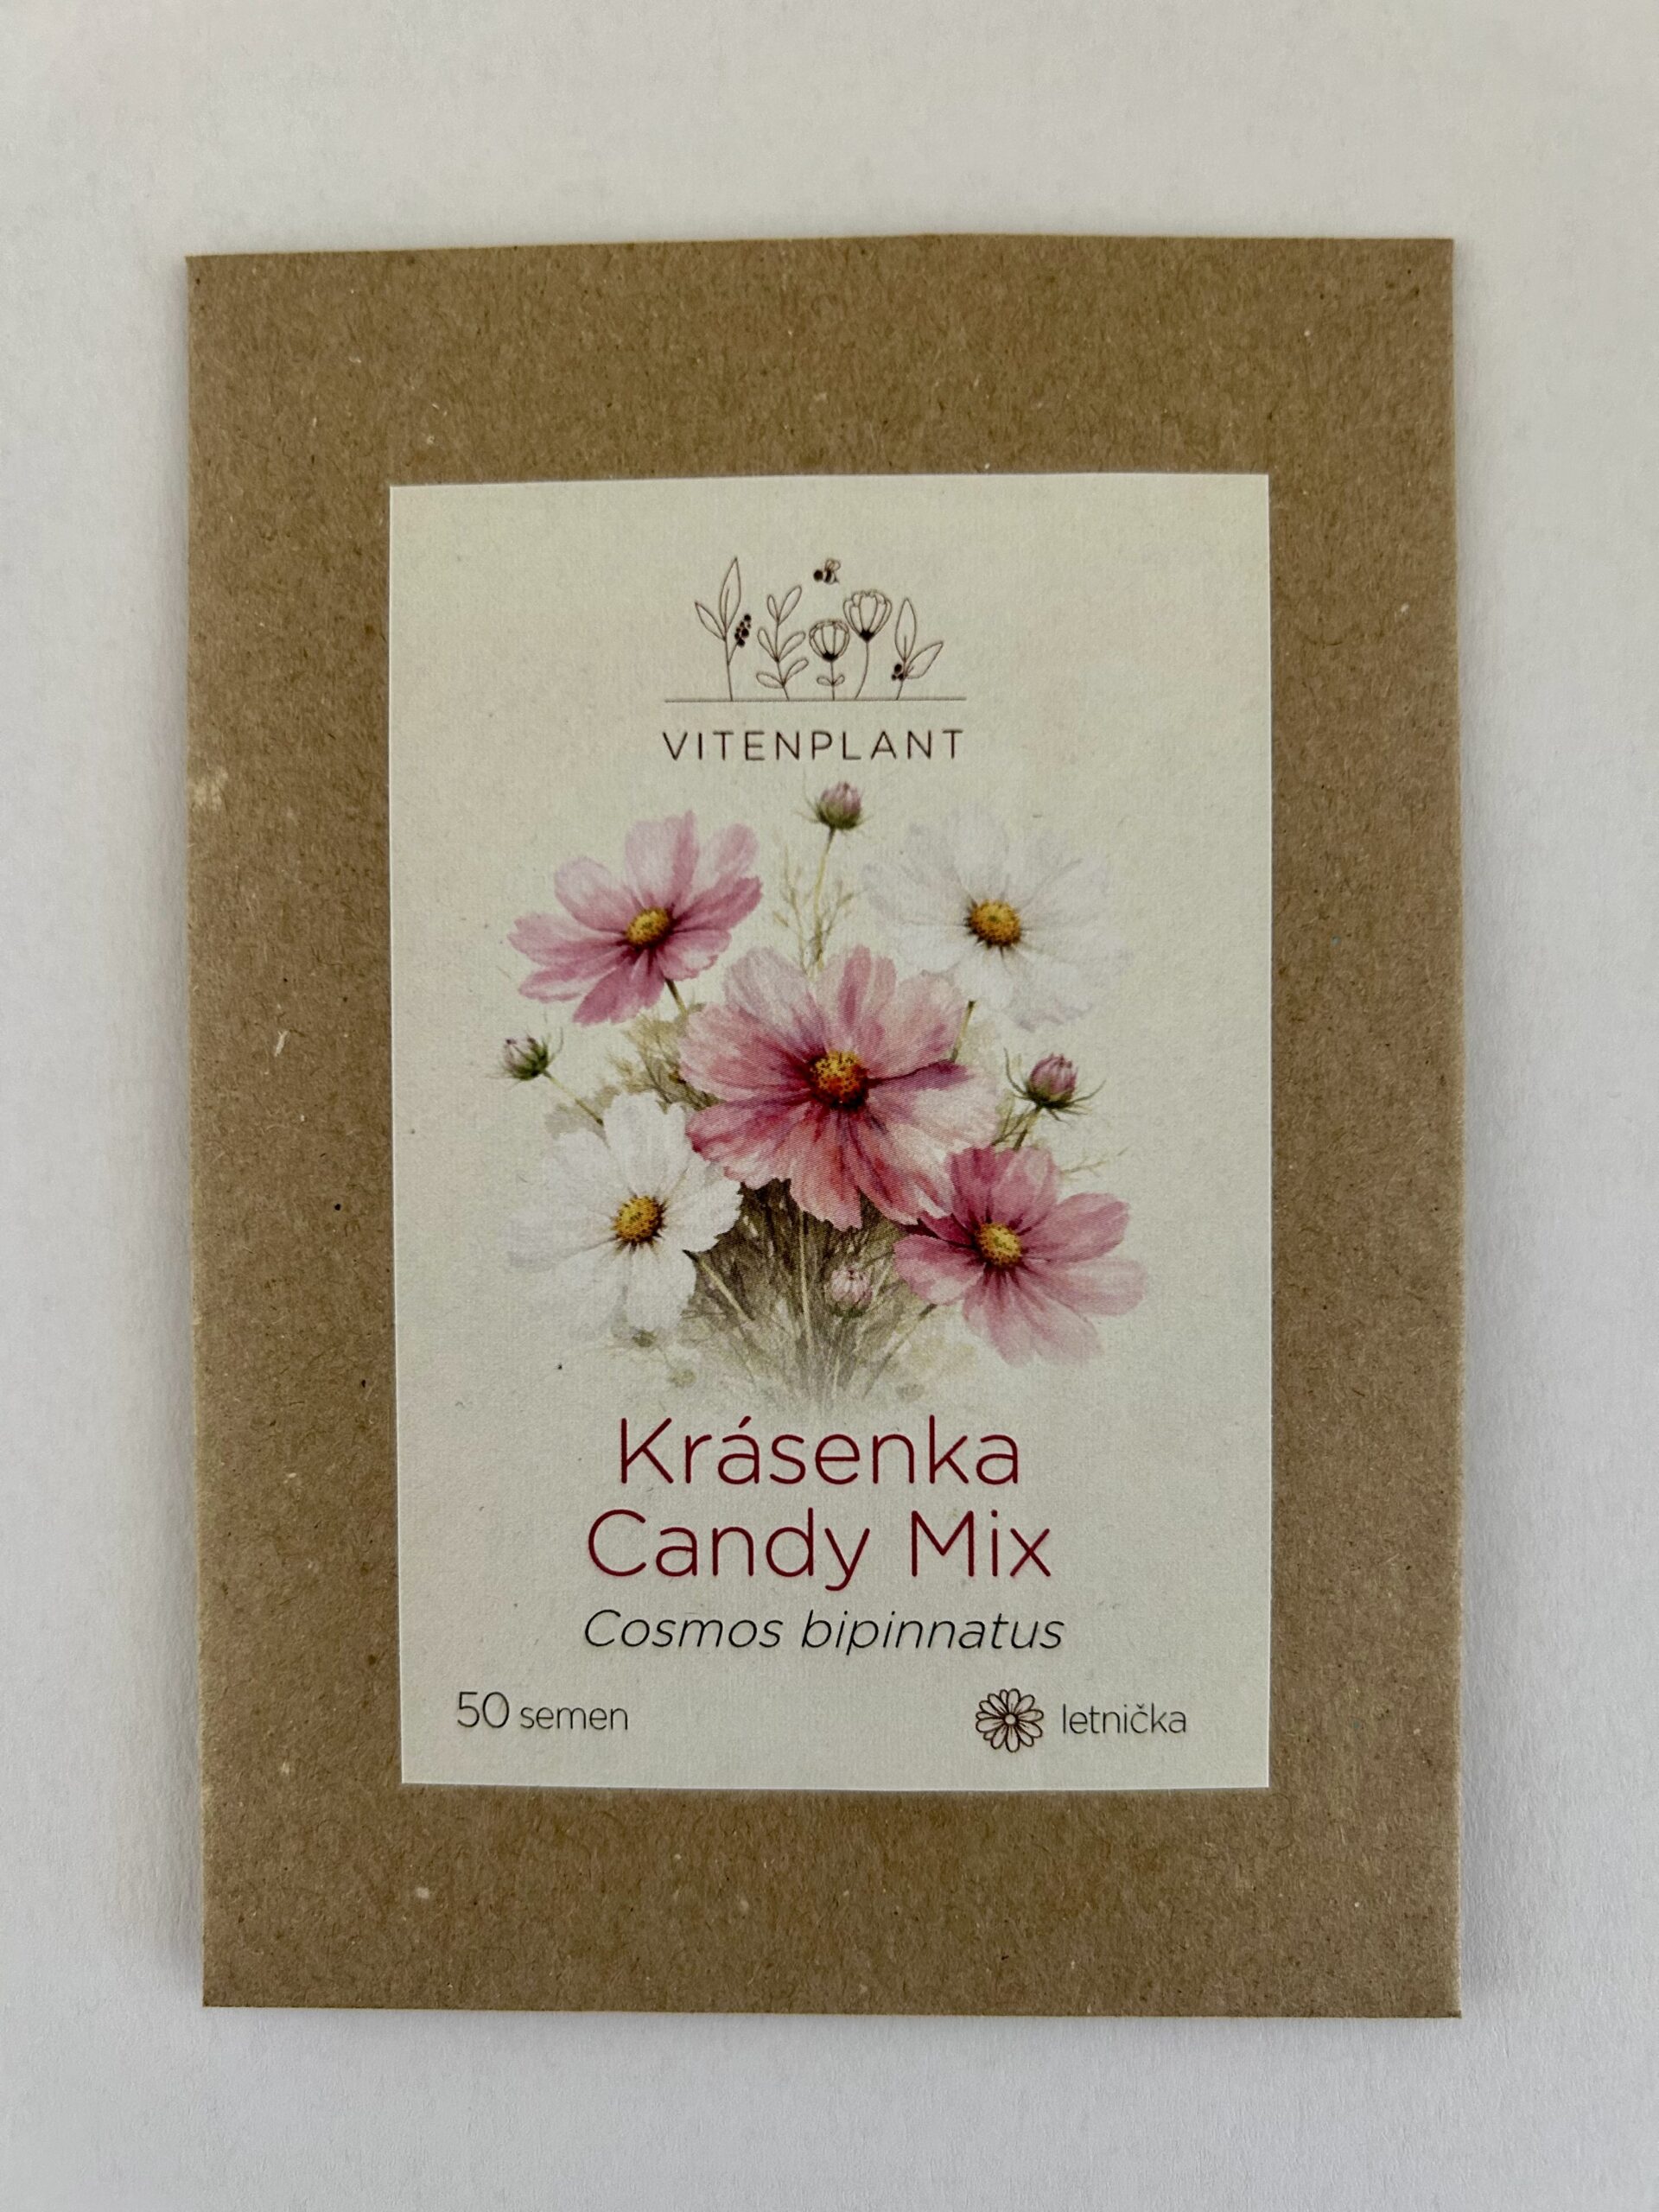 VITENPLANT
Krásenka
Candy Mix
Cosmos bipinnatus
50 semen
letnička